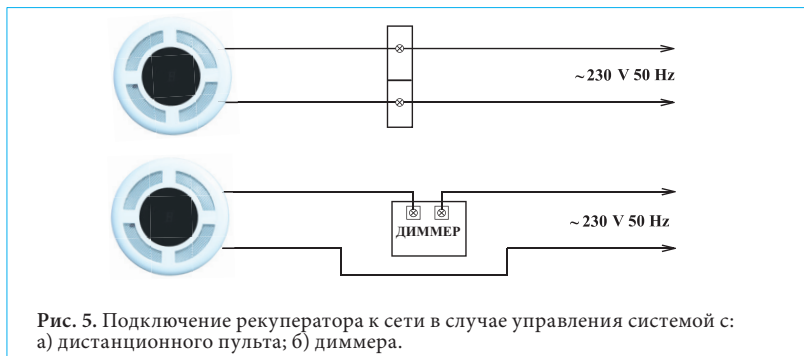 ~230 V 50 Hz
ДИММЕР
~230 V 50 Hz
Рис. 5. Подключение рекуператора к сети в случае управления системой с:
а) дистанционного пульта; б) диммера.